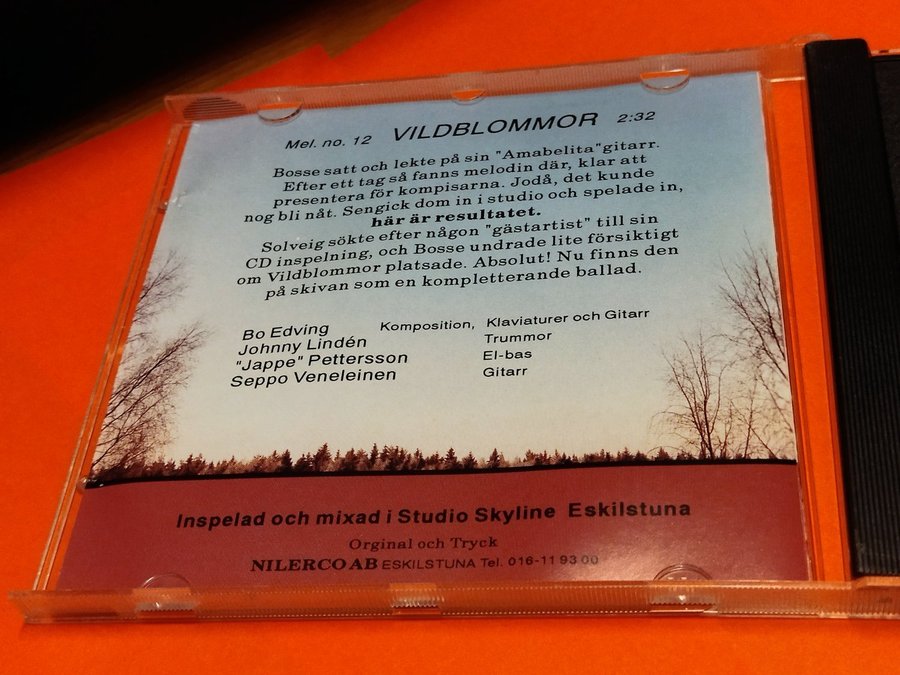 Mel. no. 12 VILDBLOMMOR 2:32
Bosse satt och lekte på sin "Amabelita"gitarr.
Efter ett tag så fanns melodin där, klar att
presentera för kompisarna. Jodå, det kunde
nog bli nåt. Sengick dom in i studio och spelade in,
här är resultatet.
Solveig sökte efter någon "gästartist" till sin
CD inspelning, och Bosse undrade lite försiktigt
om Vildblommor platsade. Absolut! Nu finns den
på skivan som en kompletterande ballad.
Bo Edving Komposition, Klaviaturer och Gitarr
Johnny Lindén Trummor
"Jappe" Pettersson El-bas
Seppo Veneleinen Gitarr
Inspelad och mixad i Studio Skyline Eskilstuna
Orginal och Tryck
NILERCO AB ESKILSTUNA Tel. 016-11 93 00